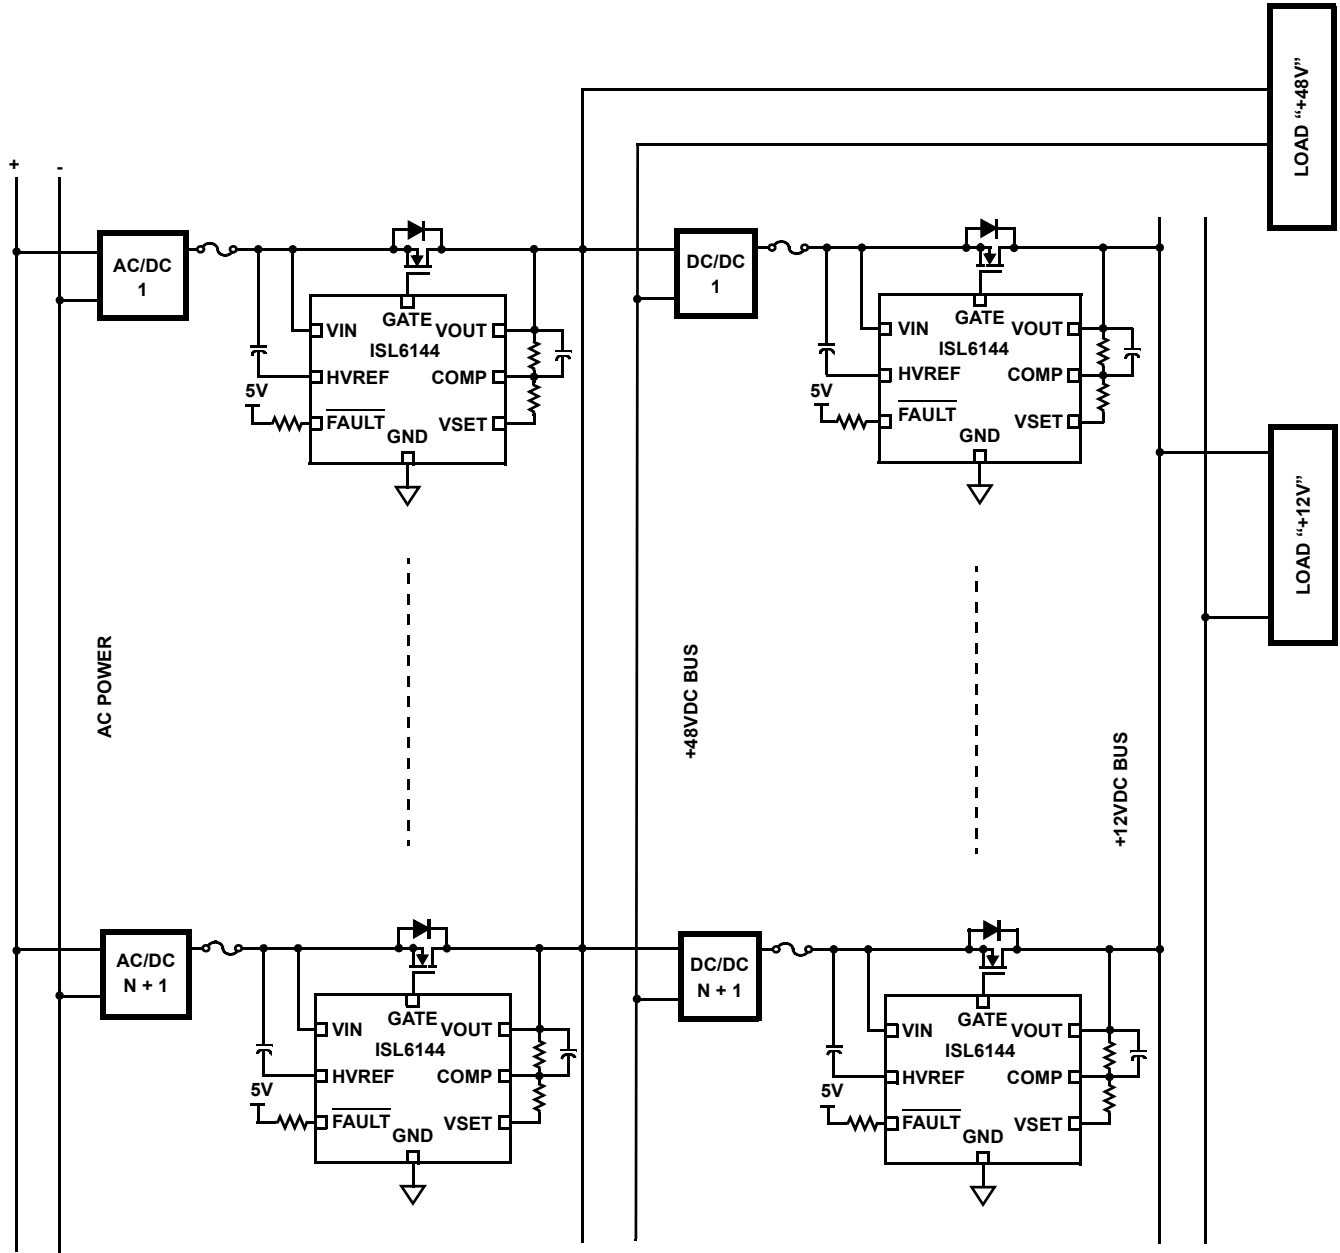 LOAD “+48V”
+ -
AC/DC
1
DC/DC
1
GATE
VIN
VOUT
ISL6144
HVREF
COMP
5V
FAULT
VSET
GND
GATE
VIN
VOUT
ISL6144
HVREF
COMP
5V
FAULT
VSET
GND
LOAD “+12V”
AC POWER
+48VDC BUS
+12VDC BUS
AC/DC
N + 1
DC/DC
N + 1
GATE
VIN
VOUT
ISL6144
HVREF
COMP
5V
FAULT
VSET
GND
GATE
VIN
VOUT
ISL6144
HVREF
COMP
5V
FAULT
VSET
GND